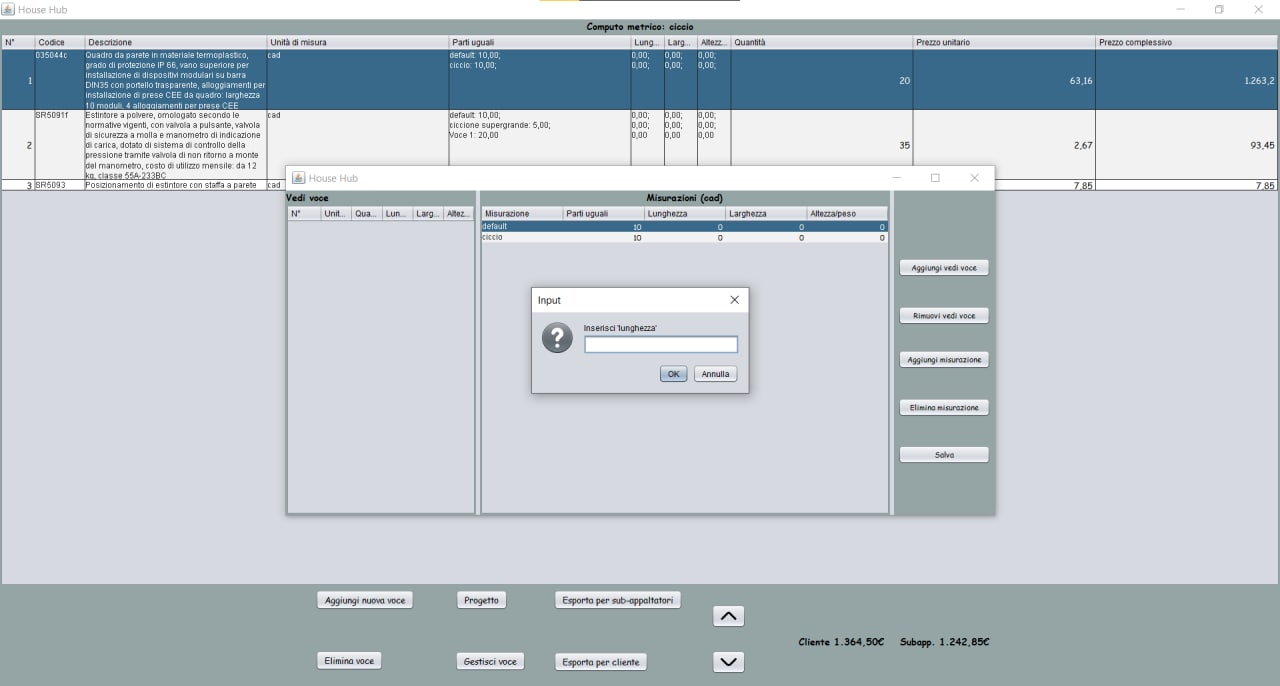 House Hub
Computo metrico: ciccio
N° Codice Descrizione Unità di misura Parti uguali Lung... Larg... Altezz... Quantità Prezzo unitario Prezzo complessivo
1 035044c Quadro da parete in materiale termoplastico, cad default: 10,00; 0,00; 0,00; 0,00; 20 63,16 1.263,2
grado di protezione IP 66, vano superiore per ciccio: 10,00; 0,00; 0,00; 0,00;
installazione di dispositivi modulari su barra
DIN35 con portello trasparente, alloggiamenti per
installazione di prese CEE da quadro: larghezza
10 moduli, 4 alloggiamenti per prese CEE
2 SR5091f Estintore a polvere, omologato secondo le cad default: 10,00; 0,00; 0,00; 0,00; 35 2,67 93,45
normative vigenti, con valvola a pulsante, valvola ciccione supergrande: 5,00; 0,00; 0,00; 0,00;
di sicurezza a molla e manometro di indicazione Voce 1: 20,00 0,00 0,00 0,00
di carica, dotato di sistema di controllo della
pressione tramite valvola di non ritorno a monte
del manometro, costo di utilizzo mensile: da 12
kg, classe 55A-233BC
3 SR5093 Posizionamento di estintore con staffa a parete cad 7,85 7,85
House Hub
Vedi voce
N° Unit... Qua... Lun... Larg... Altez...
Misurazioni (cad)
Misurazione Parti uguali Lunghezza Larghezza Altezza/peso
default 10 0 0 0
ciccio 10 0 0 0
Aggiungi vedi voce
Rimuovi vedi voce
Aggiungi misurazione
Elimina misurazione
Salva
Input
?
Inserisci 'lunghezza'
OK Annulla
Aggiungi nuova voce Progetto Esporta per sub-appaltatori
Cliente 1.364,50€ Subapp. 1.242,85€
Elimina voce Gestisci voce Esporta per cliente